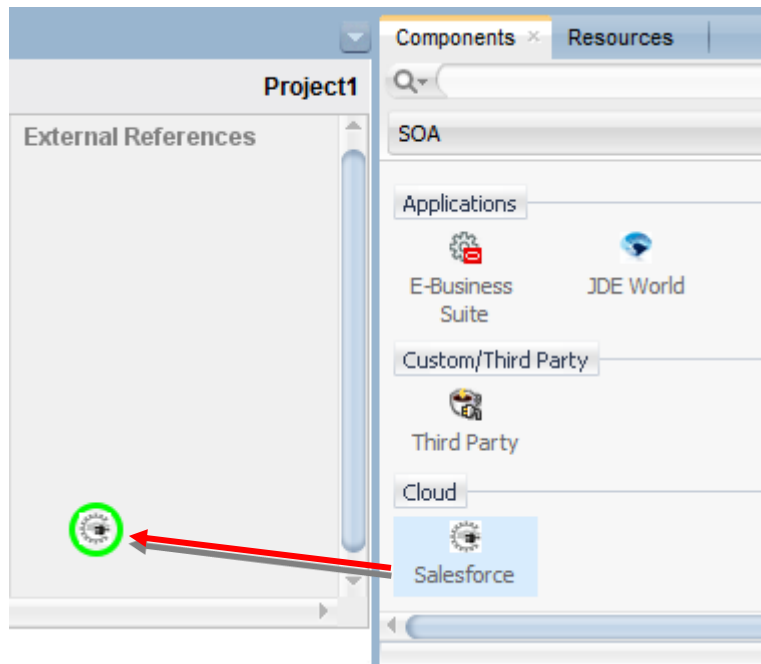 Components
Resources
Project1
External References
SOA
Applications
E-Business
Suite
JDE World
Custom/Third Party
Third Party
Cloud
Salesforce